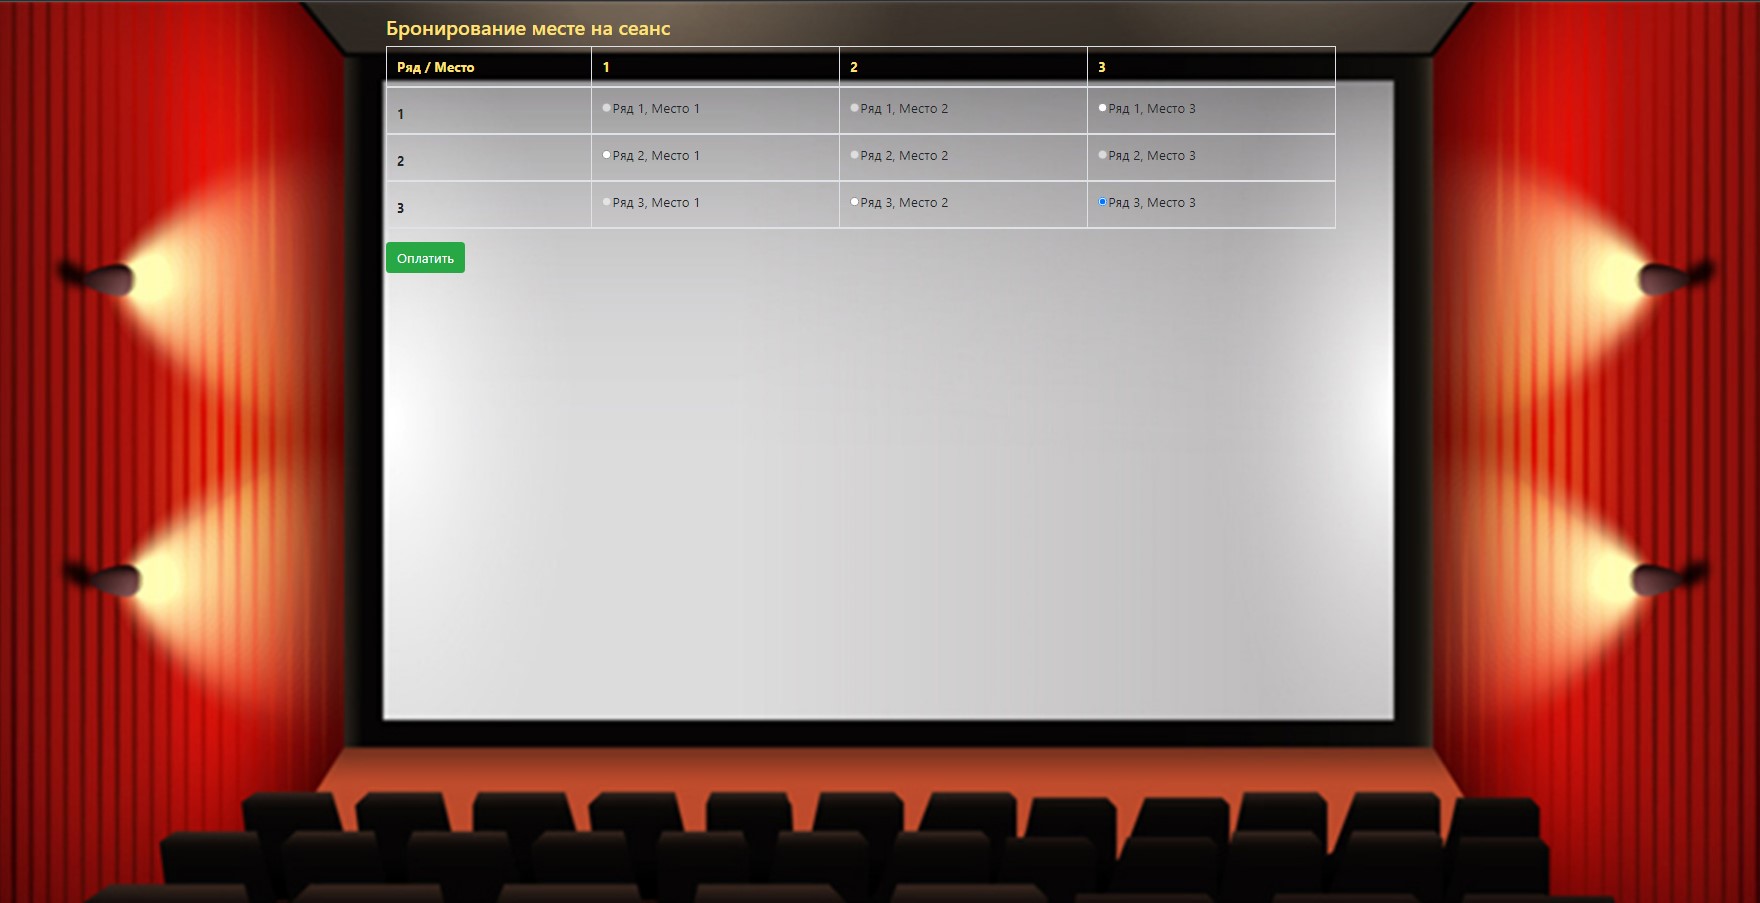 Бронирование месте на сеанс
Ряд / Место 1 2 3
1 Ряд 1, Место 1 Ряд 1, Место 2 Ряд 1, Место 3
2 Ряд 2, Место 1 Ряд 2, Место 2 Ряд 2, Место 3
3 Ряд 3, Место 1 Ряд 3, Место 2 Ряд 3, Место 3
Оплатить